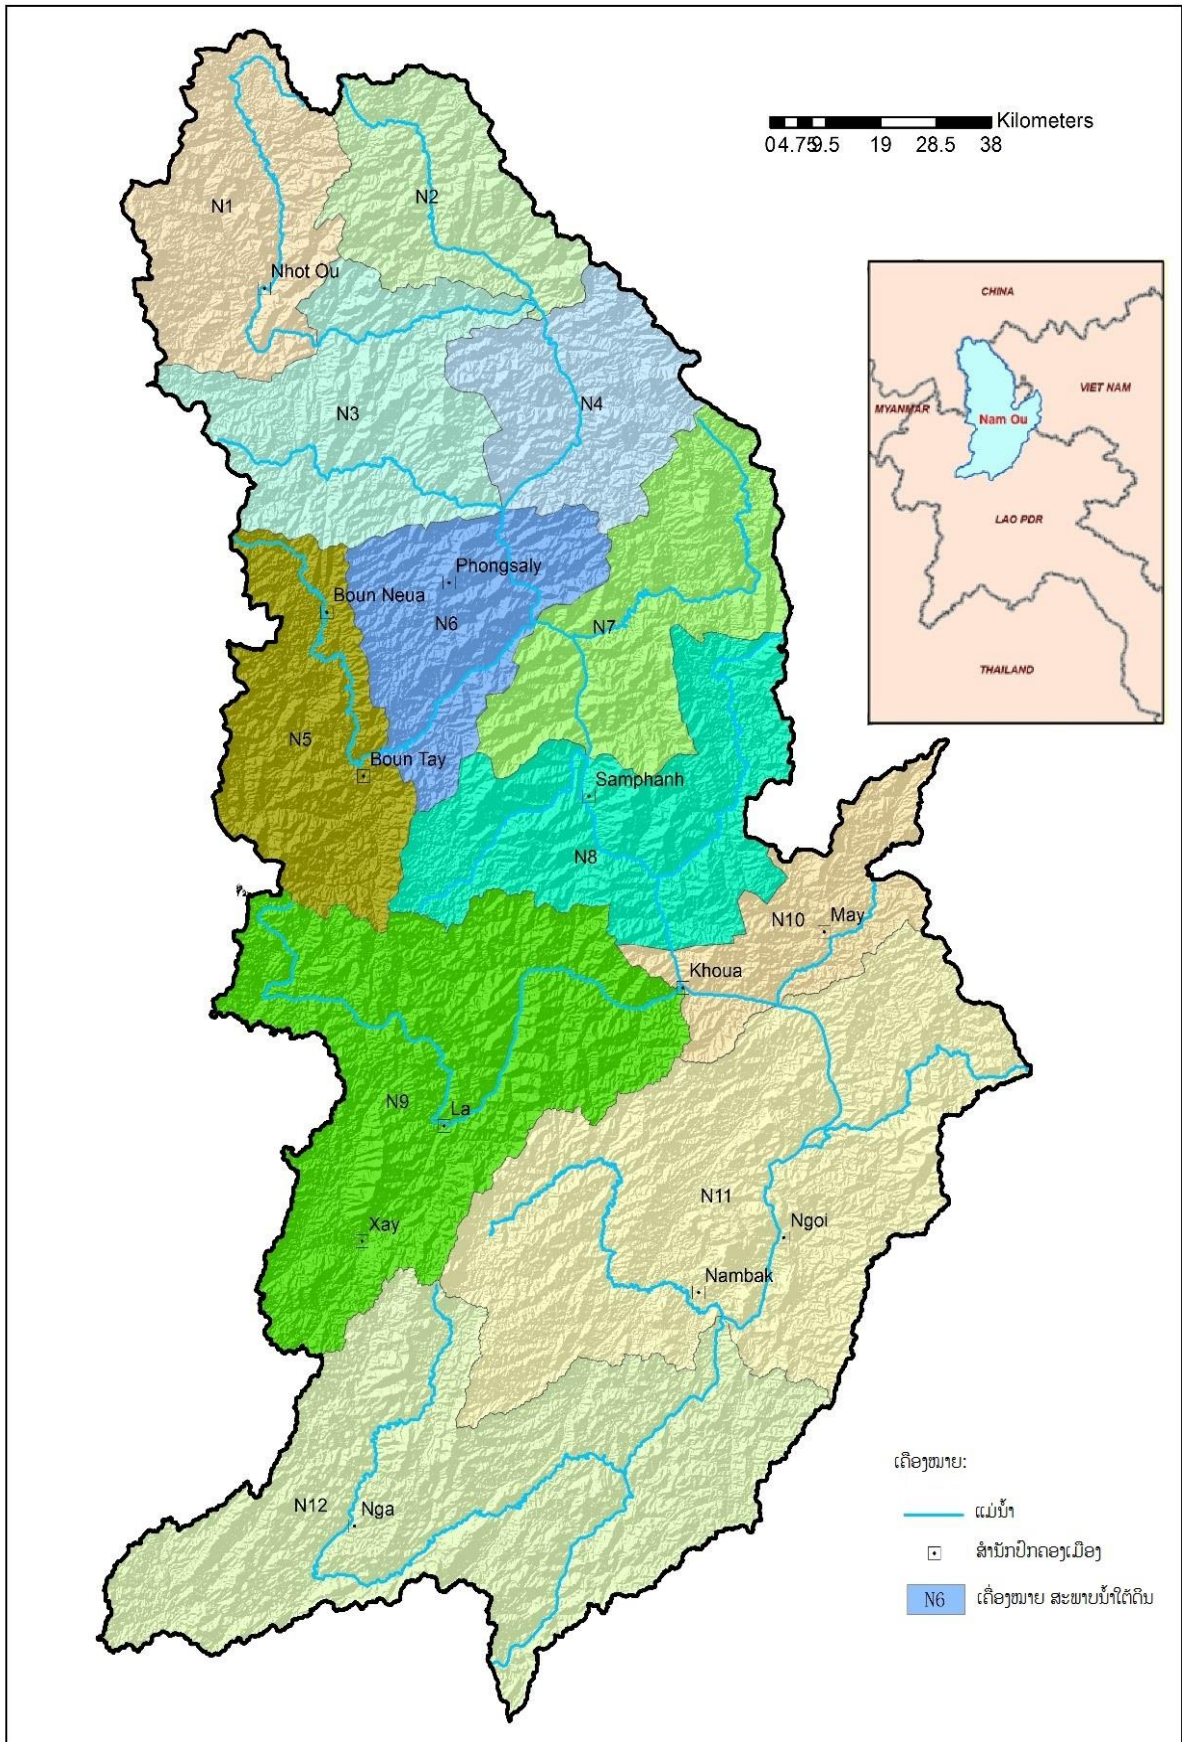 Kilometers
0 4.75 9.5 19 28.5 38
N1
N2
Nhot Ou
CHINA
N3
N4
MYANMAR
VIET NAM
Nam Ou
LAO PDR
THAILAND
Phongsaly
Boun Neua
N6
N7
N5
Boun Tay
Samphanh
N8
N10
May
Khoua
N9
La
N11
Xay
Ngoi
Nambak
ເຄືອງໝາຍ:
N12
Nga
ແມ່ນ້ຳ
ສຳນັກປົກຄອງເມືອງ
N6 ເຄື່ອງໝາຍ ສະພາບນ້ຳໃຕ້ດິນ